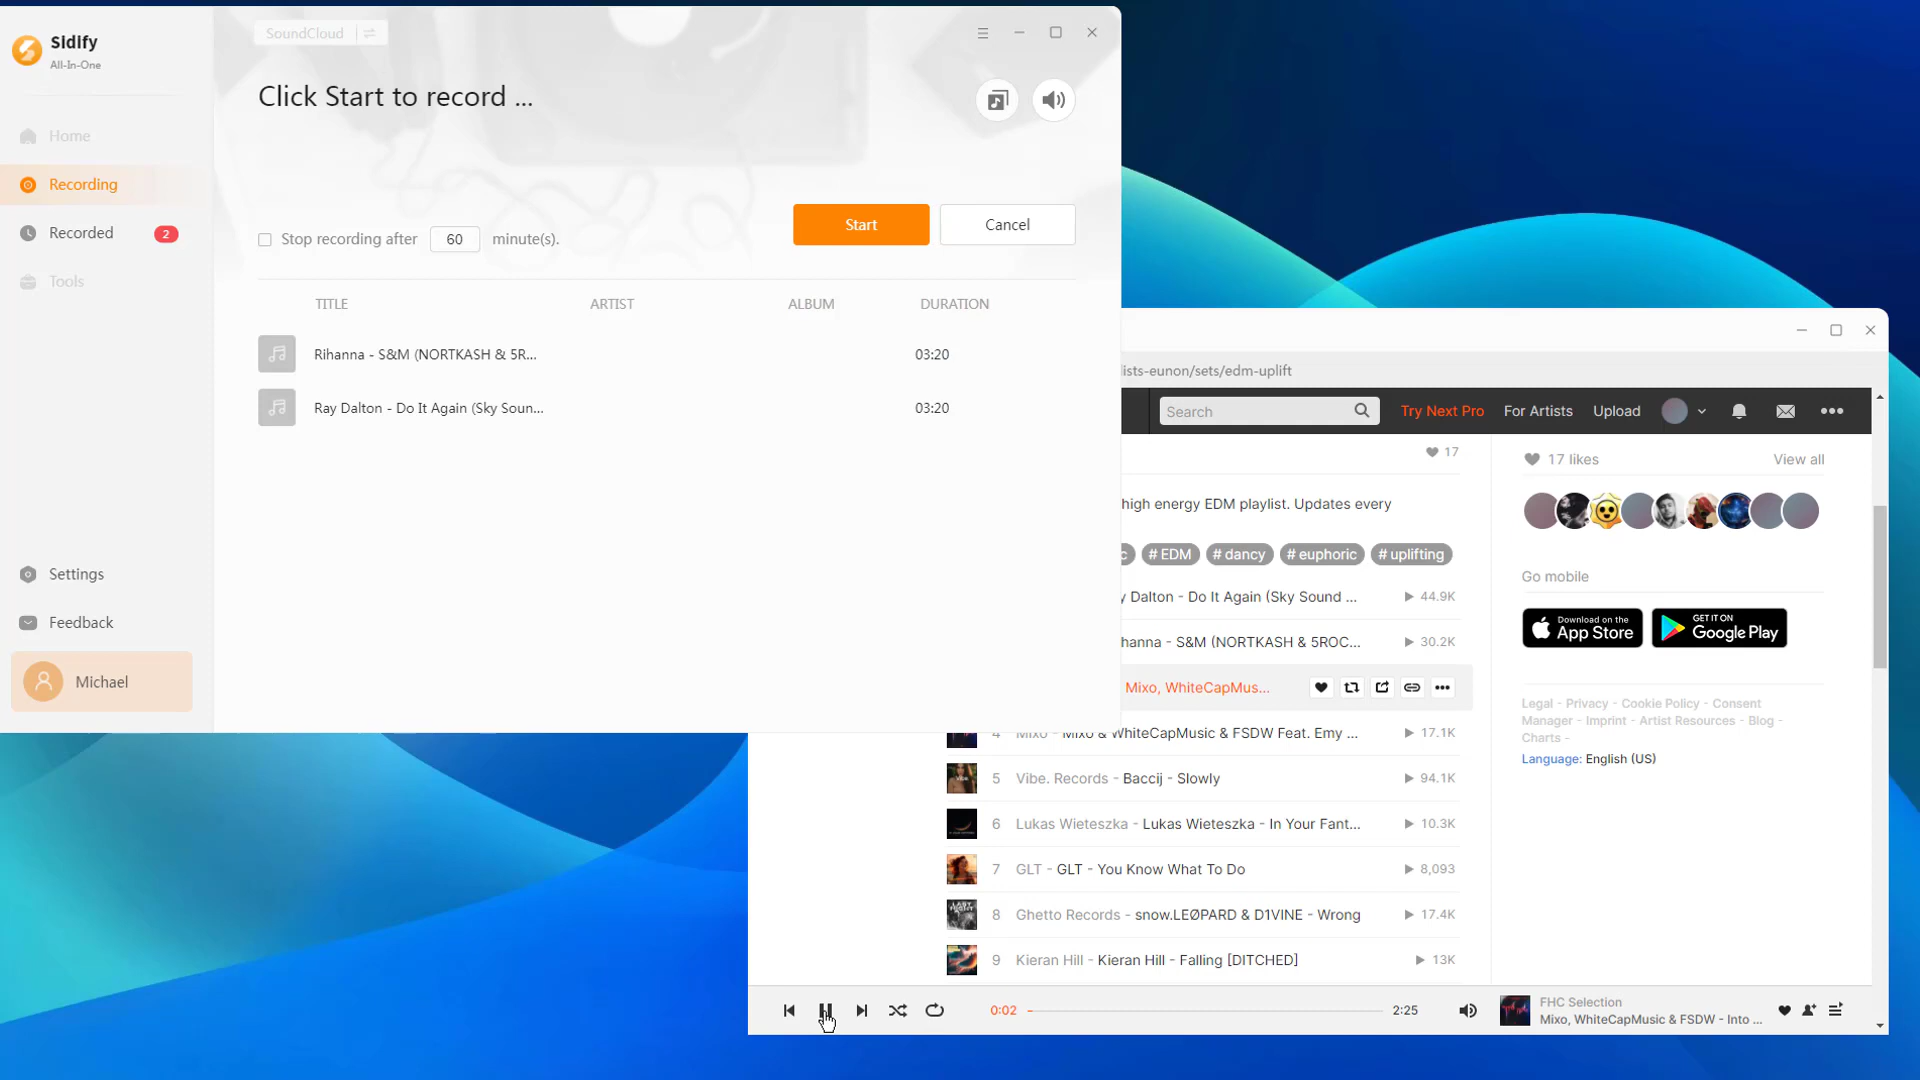 Sidify
All-In-One
Home
Recording
Recorded
2
Tools
Settings
Feedback
Michael
SoundCloud
Click Start to record ...
Stop recording after 60 minute(s).
Start
Cancel
TITLE ARTIST ALBUM DURATION
Rihanna - S&M (NORTKASH & 5R... 03:20
Ray Dalton - Do It Again (Sky Soun... 03:20
ists-eunon/sets/edm-uplift
Search
Try Next Pro For Artists Upload
17
high energy EDM playlist. Updates every
c # EDM # dancy # euphoric # uplifting
y Dalton - Do It Again (Sky Sound ... 44.9K
hanna - S&M (NORTKASH & 5ROC... 30.2K
Mixo, WhiteCapMus...
4 Mixo - Mixo & WhiteCapMusic & FSDW Feat. Emy ... 17.1K
5 Vibe. Records - Baccij - Slowly 94.1K
6 Lukas Wieteszka - Lukas Wieteszka - In Your Fant... 10.3K
7 GLT - GLT - You Know What To Do 8,093
8 Ghetto Records - snow.LEØPARD & D1VINE - Wrong 17.4K
9 Kieran Hill - Kieran Hill - Falling [DITCHED] 13K
17 likes View all
Go mobile
Download on the
App Store
GET IT ON
Google Play
Legal - Privacy - Cookie Policy - Consent
Manager - Imprint - Artist Resources - Blog -
Charts -
Language: English (US)
0:02 2:25
FHC Selection
Mixo, WhiteCapMusic & FSDW - Into ...